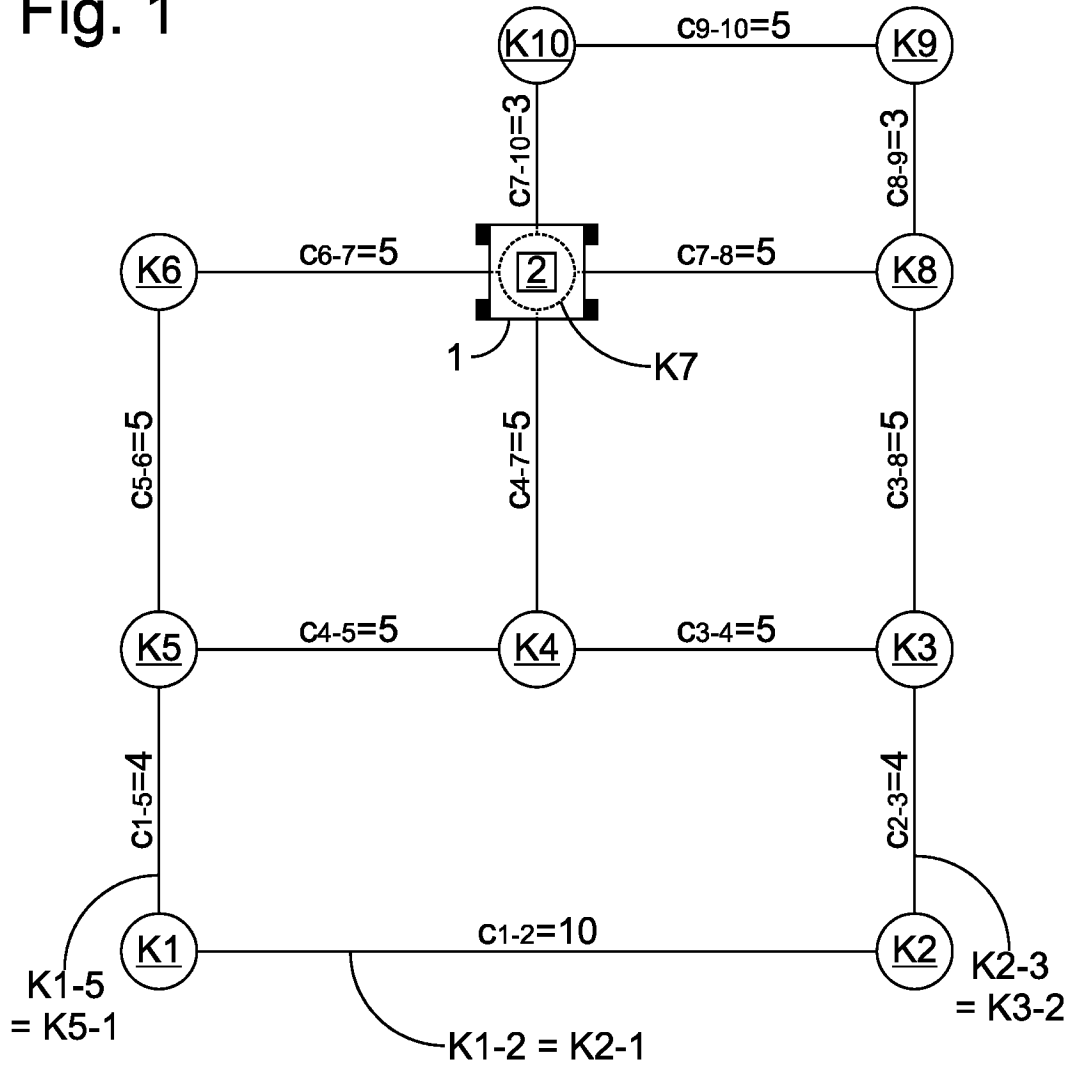 Fig. 1
K10
c9-10=5
K9
c7-10=3
c8-9=3
K6
c6-7=5
2
c7-8=5
K8
1
K7
c5-6=5
c4-7=5
c3-8=5
K5
c4-5=5
K4
c3-4=5
K3
c1-5=4
c2-3=4
K1
c1-2=10
K2
K1-5
= K5-1
K2-3
= K3-2
K1-2 = K2-1